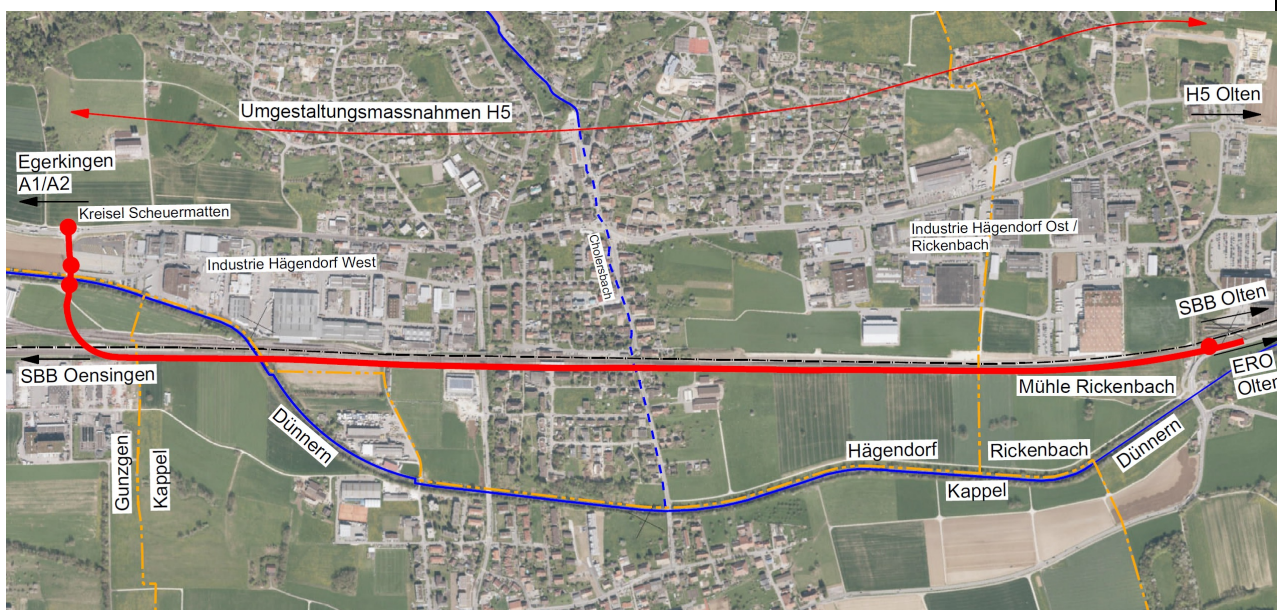 Umgestaltungsmassnahmen H5
H5 Olten
Egerkingen
A1/A2
Kreisel Scheuermatten
Industrie Hägendorf West
Cholersbach
Industrie Hägendorf Ost /
Rickenbach
SBB Olten
SBB Oensingen
Mühle Rickenbach
ERO
Olten
Dünnern
Gunzgen
Kappel
Hägendorf
Rickenbach
Dünnern
Kappel